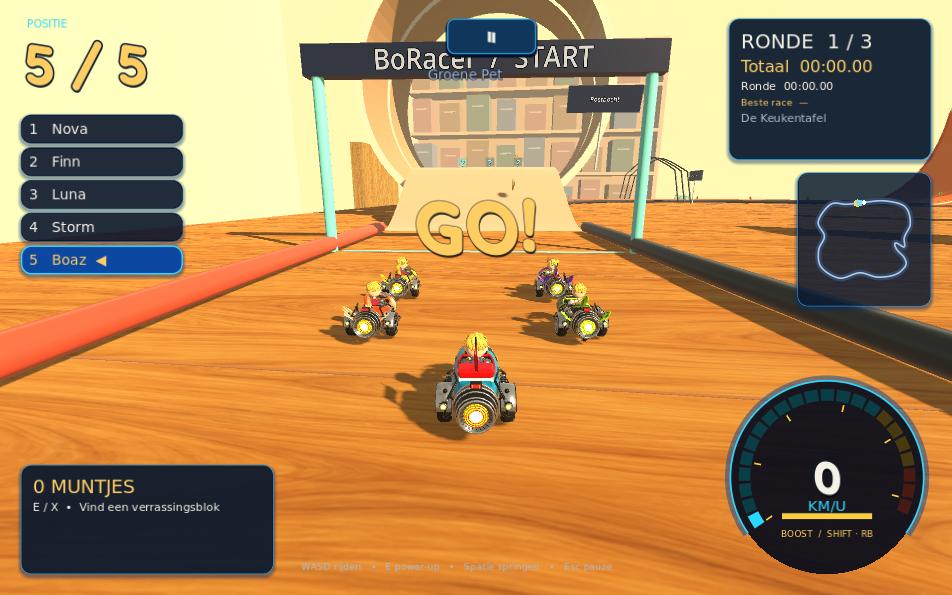 POSITIE
5 / 5
1 Nova
2 Finn
3 Luna
4 Storm
5 Boaz ◀
BoRacer / START
Groene Pet
GO!
RONDE 1 / 3
Totaal 00:00.00
Ronde 00:00.00
Beste race —
De Keukentafel
0 MUNTJES
E / X • Vind een verrassingsblok
WASD rijden • E power-up • Spatie springen • Esc pauze
0
KM/U
BOOST / SHIFT · RB